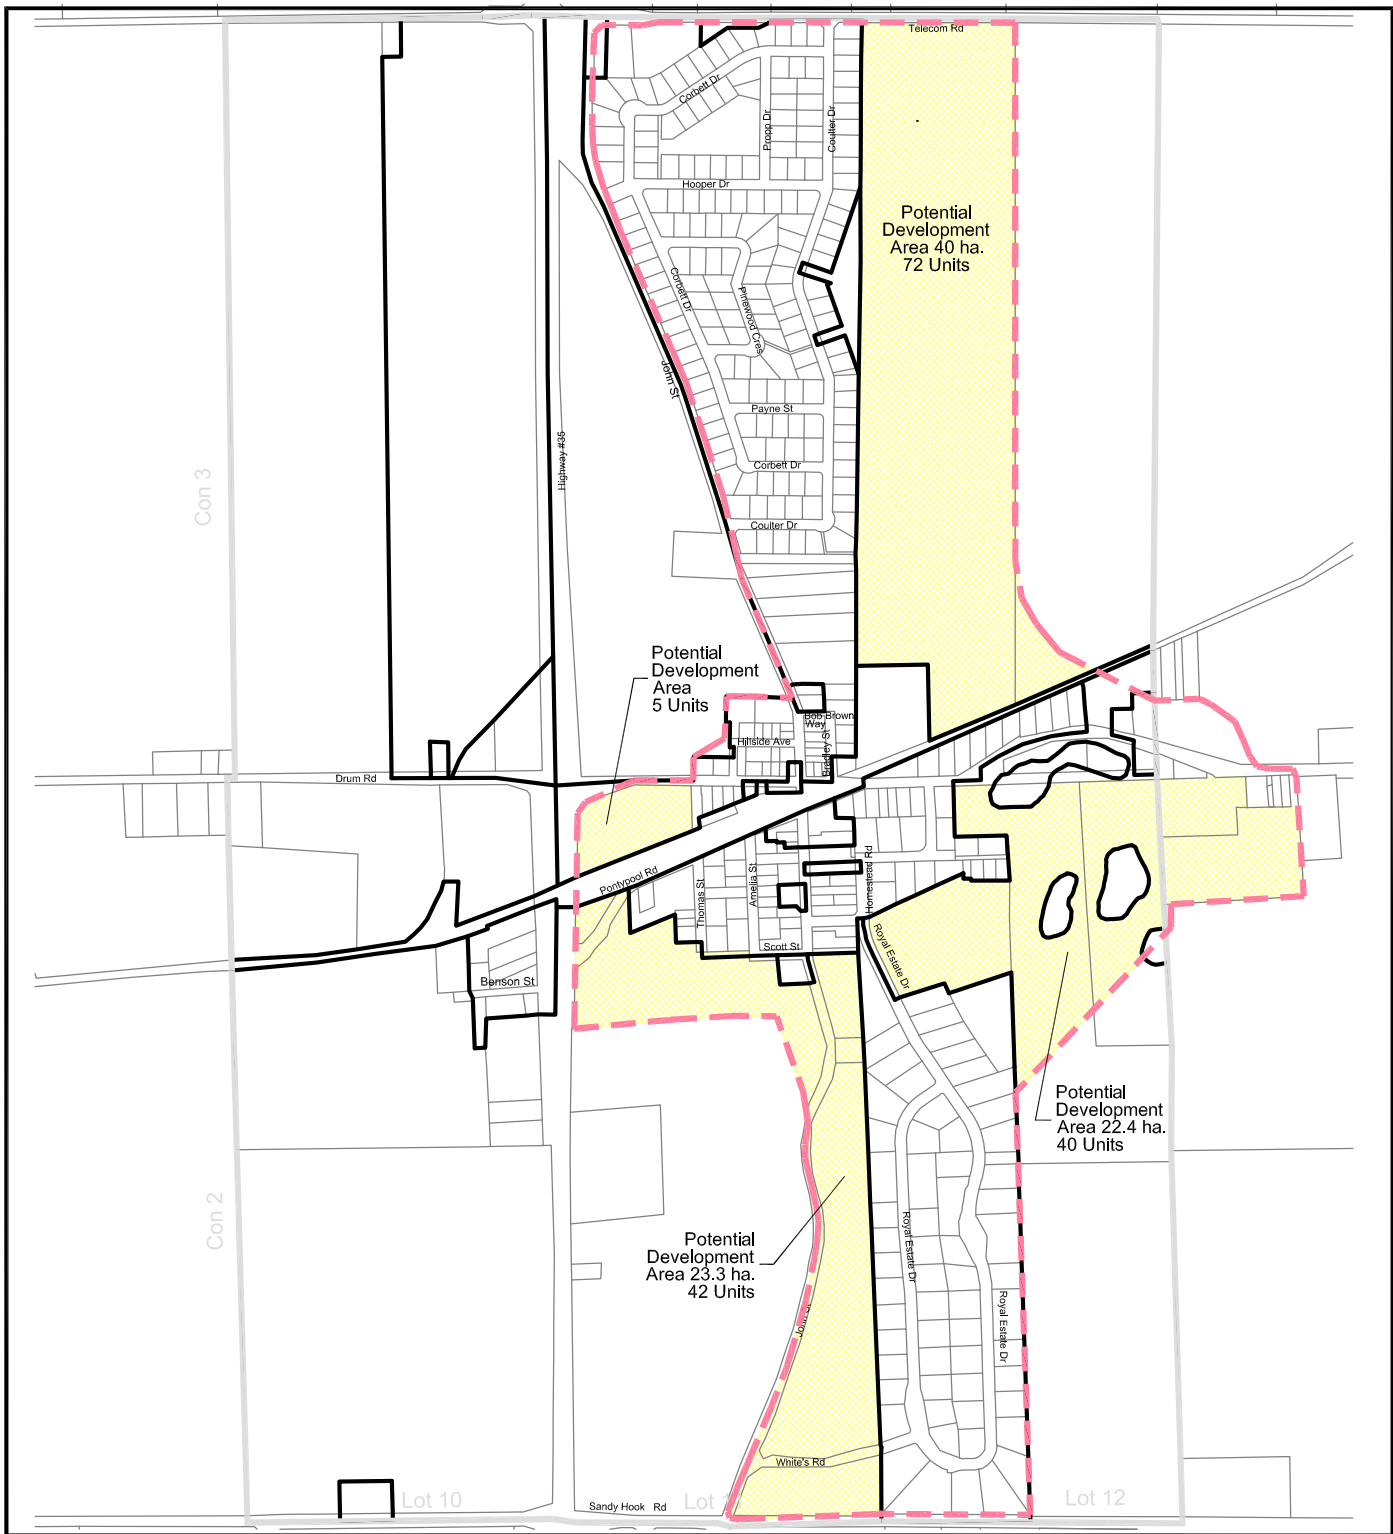 Telecom Rd
Corbett Dr
Propp Dr
Coulter Dr
Hooper Dr
Potential
Development
Area 40 ha.
72 Units
Corbett Dr
Pinewood Cres
John St
Payne St
Highway #35
Corbett Dr
Con 3
Coulter Dr
Potential
Development
Area
5 Units
Bob Brown
Way
Hillside Ave
Bradley St
Drum Rd
Pontypool Rd
Thomas St
Amelia St
Homestead Rd
Scott St
Royal Estate Dr
Benson St
Potential
Development
Area 22.4 ha.
40 Units
Con 2
Potential
Development
Area 23.3 ha.
42 Units
Royal Estate Dr
Royal Estate Dr
John
White's Rd
Lot 10
Sandy Hook Rd
Lot
Lot 12